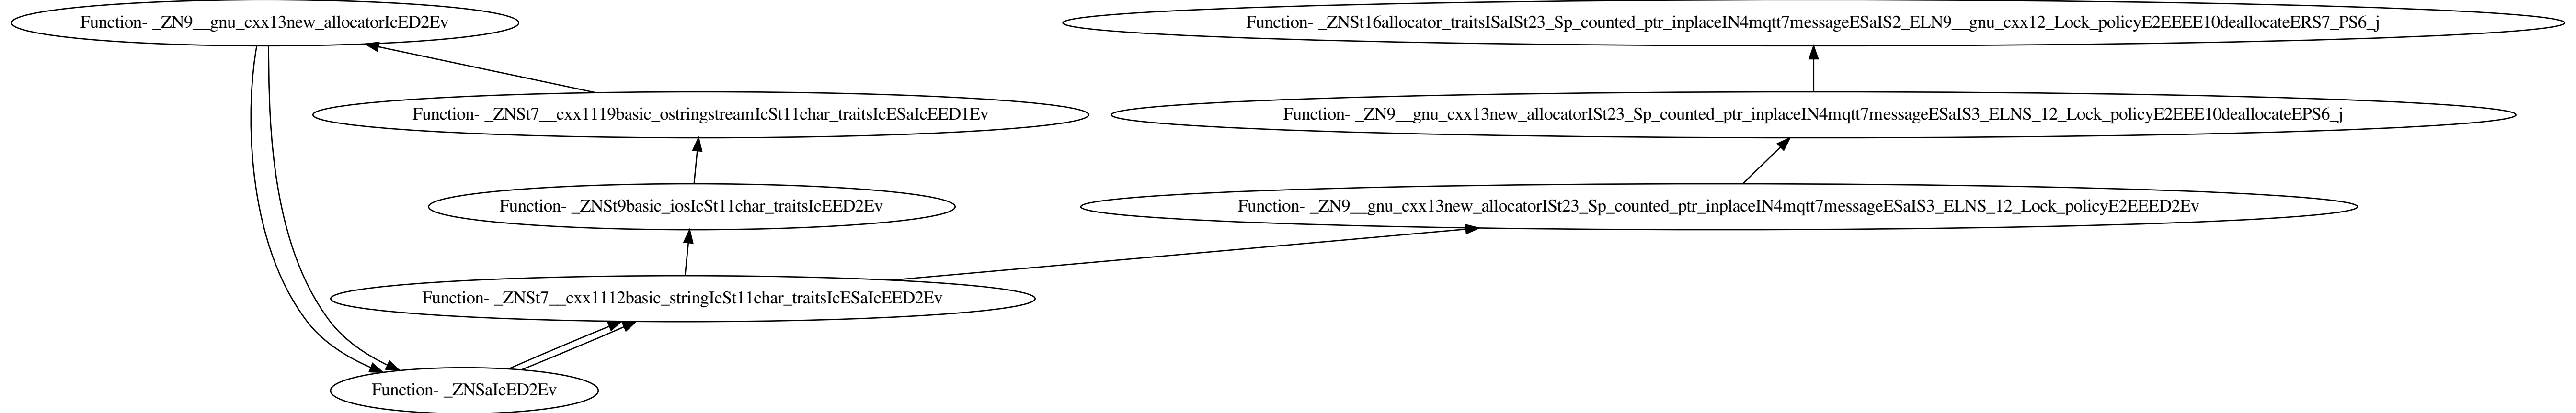 Function- _ZN9__gnu_cxx13new_allocatorIcED2Ev
Function- _ZNSt16allocator_traitsISaISt23_Sp_counted_ptr_inplaceIN4mqtt7messageESaIS2_ELN9__gnu_cxx12_Lock_policyE2EEEE10deallocateERS7_PS6_j
Function- _ZNSt7__cxx1119basic_ostringstreamIcSt11char_traitsIcESaIcEED1Ev
Function- _ZN9__gnu_cxx13new_allocatorISt23_Sp_counted_ptr_inplaceIN4mqtt7messageESaIS3_ELNS_12_Lock_policyE2EEE10deallocateEPS6_j
Function- _ZNSt9basic_iosIcSt11char_traitsIcEED2Ev
Function- _ZN9__gnu_cxx13new_allocatorISt23_Sp_counted_ptr_inplaceIN4mqtt7messageESaIS3_ELNS_12_Lock_policyE2EEED2Ev
Function- _ZNSt7__cxx1112basic_stringIcSt11char_traitsIcESaIcEED2Ev
Function- _ZNSaIcED2Ev